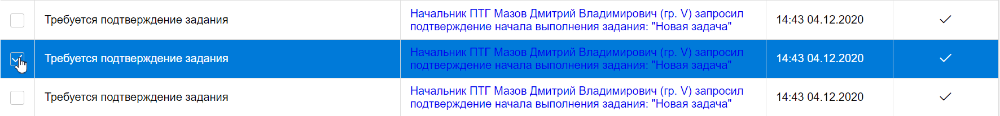 Требуется подтверждение задания
Начальник ПТГ Мазов Дмитрий Владимирович (гр. V) запросил
подтверждение начала выполнения задания: "Новая задача"
14:43 04.12.2020
Требуется подтверждение задания
Начальник ПТГ Мазов Дмитрий Владимирович (гр. V) запросил
подтверждение начала выполнения задания: "Новая задача"
14:43 04.12.2020
Требуется подтверждение задания
Начальник ПТГ Мазов Дмитрий Владимирович (гр. V) запросил
подтверждение начала выполнения задания: "Новая задача"
14:43 04.12.2020